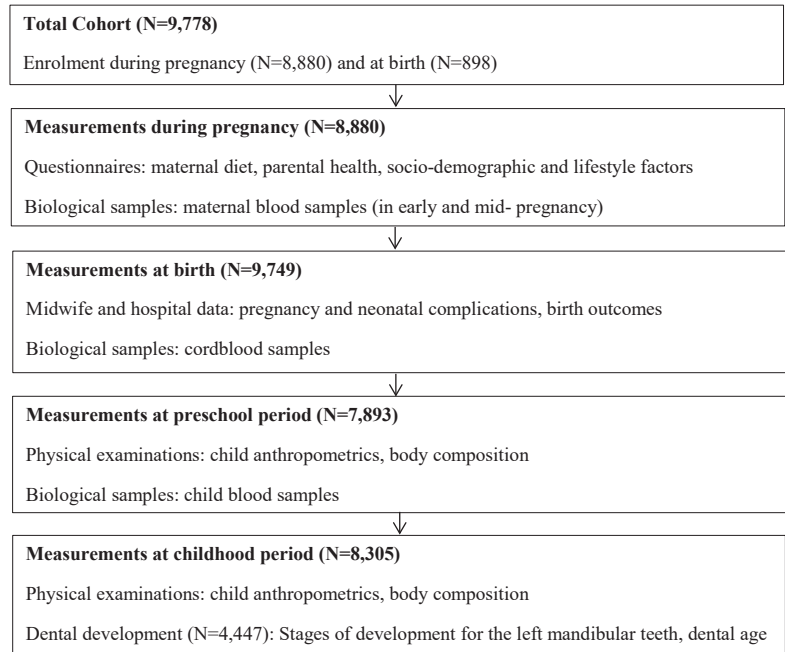 Total Cohort (N=9,778)
Enrolment during pregnancy (N=8,880) and at birth (N=898)
Measurements during pregnancy (N=8,880)
Questionnaires: maternal diet, parental health, socio-demographic and lifestyle factors
Biological samples: maternal blood samples (in early and mid- pregnancy)
Measurements at birth (N=9,749)
Midwife and hospital data: pregnancy and neonatal complications, birth outcomes
Biological samples: cordblood samples
Measurements at preschool period (N=7,893)
Physical examinations: child anthropometrics, body composition
Biological samples: child blood samples
Measurements at childhood period (N=8,305)
Physical examinations: child anthropometrics, body composition
Dental development (N=4,447): Stages of development for the left mandibular teeth, dental age